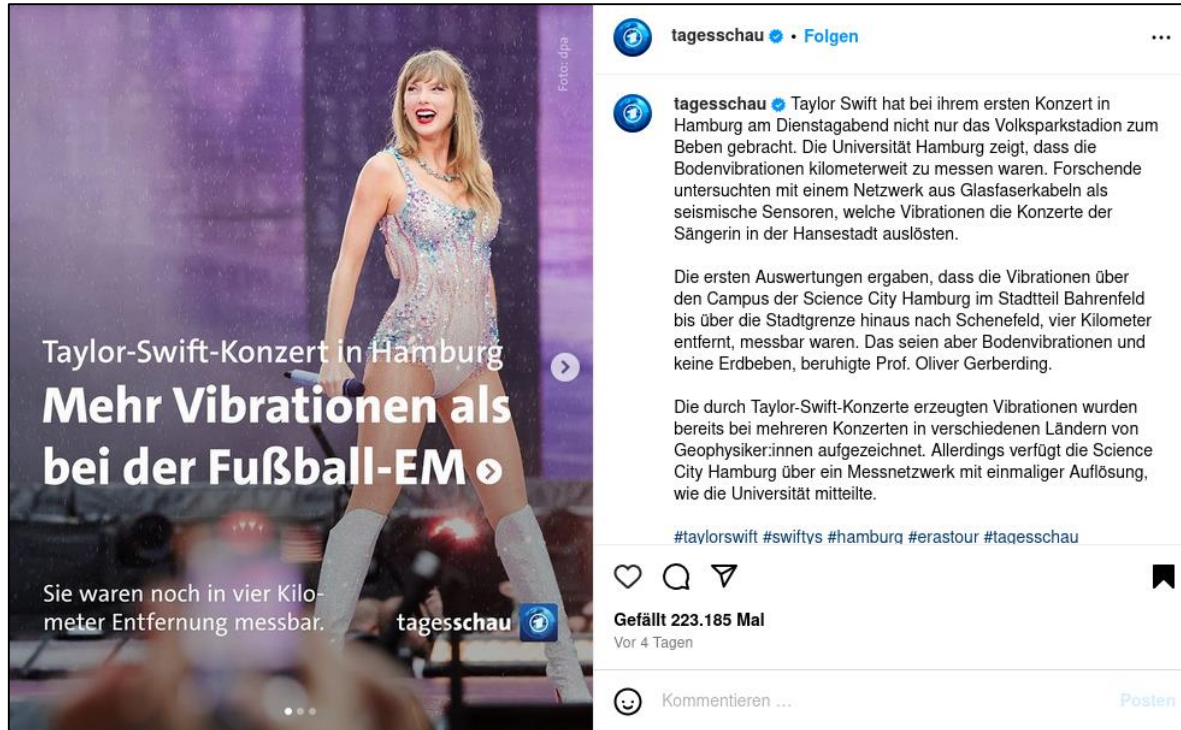 Foto: dpa
Taylor-Swift-Konzert in Hamburg
Mehr Vibrationen als
bei der Fußball-EM
Sie waren noch in vier Kilo-
meter Entfernung messbar.
tagesschau
tagesschau • Folgen
tagesschau Taylor Swift hat bei ihrem ersten Konzert in
Hamburg am Dienstagabend nicht nur das Volksparkstadion zum
Beben gebracht. Die Universität Hamburg zeigt, dass die
Bodenvibrationen kilometerweit zu messen waren. Forschende
untersuchten mit einem Netzwerk aus Glasfaserkabeln als
seismische Sensoren, welche Vibrationen die Konzerte der
Sängerin in der Hansestadt auslösten.
Die ersten Auswertungen ergaben, dass die Vibrationen über
den Campus der Science City Hamburg im Stadtteil Bahrenfeld
bis über die Stadtgrenze hinaus nach Schenefeld, vier Kilometer
entfernt, messbar waren. Das seien aber Bodenvibrationen und
keine Erdbeben, beruhigte Prof. Oliver Gerberding.
Die durch Taylor-Swift-Konzerte erzeugten Vibrationen wurden
bereits bei mehreren Konzerten in verschiedenen Ländern von
Geophysiker:innen aufgezeichnet. Allerdings verfügt die Science
City Hamburg über ein Messnetzwerk mit einmaliger Auflösung,
wie die Universität mitteilte.
#taylorswift #swiftys #hamburg #erastour #tagesschau
Gefällt 223.185 Mal
Vor 4 Tagen
Kommentieren ...
Posten